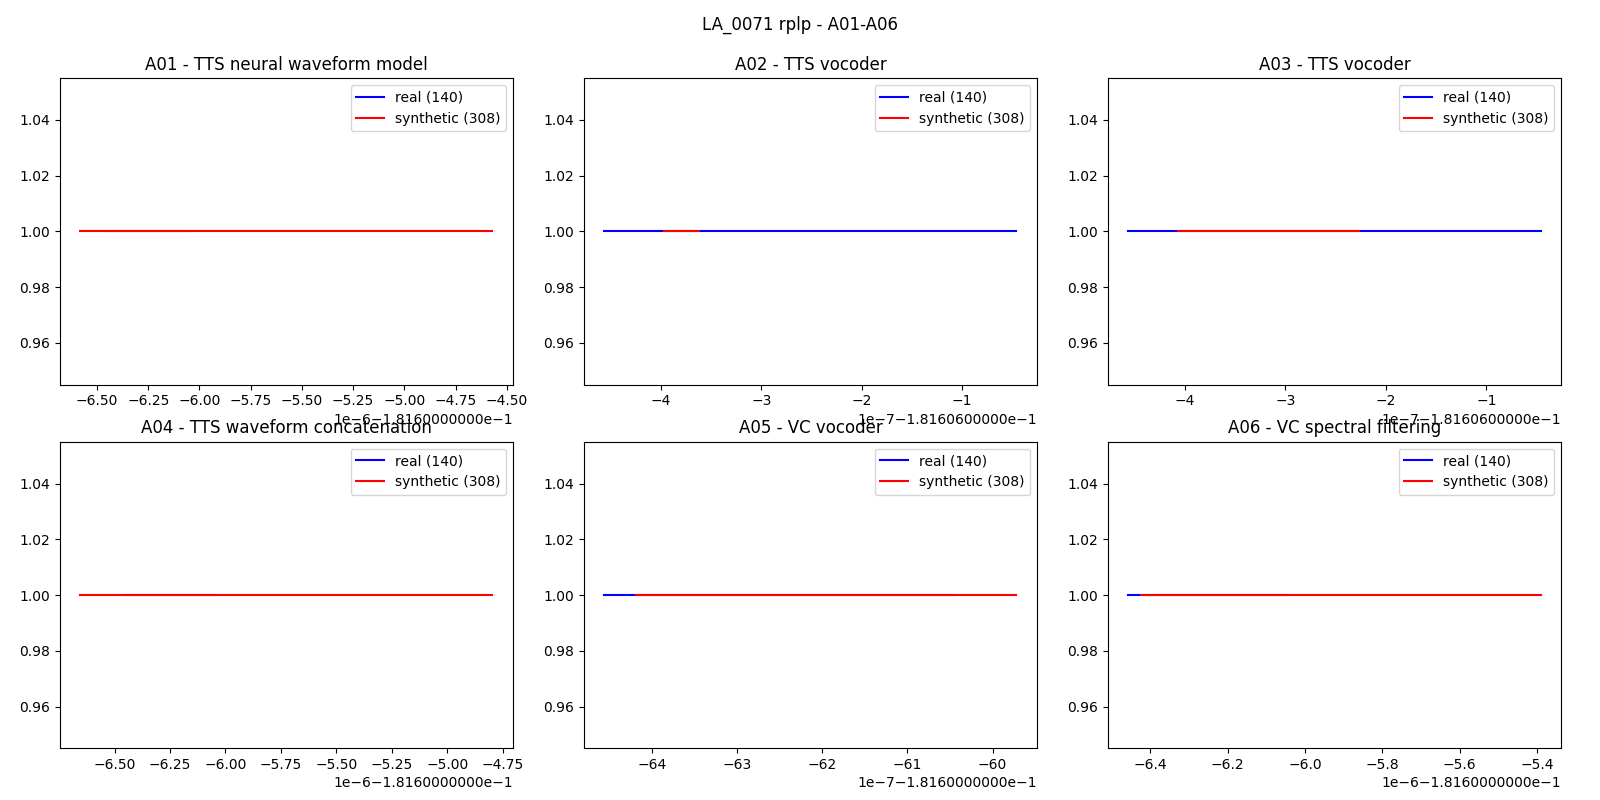 LA_0071 rplp - A01-A06
A01 - TTS neural waveform model
real (140)
synthetic (308)
1.04
1.02
1.00
0.98
0.96
−6.50 −6.25 −6.00 −5.75 −5.50 −5.25 −5.00 −4.75 −4.50
1e−6−1.8160000000e−1
A02 - TTS vocoder
real (140)
synthetic (308)
1.04
1.02
1.00
0.98
0.96
−4 −3 −2 −1
1e−7−1.8160600000e−1
A03 - TTS vocoder
real (140)
synthetic (308)
1.04
1.02
1.00
0.98
0.96
−4 −3 −2 −1
1e−7−1.8160600000e−1
A04 - TTS waveform concatenation
real (140)
synthetic (308)
1.04
1.02
1.00
0.98
0.96
−6.50 −6.25 −6.00 −5.75 −5.50 −5.25 −5.00 −4.75
1e−6−1.8160000000e−1
A05 - VC vocoder
real (140)
synthetic (308)
1.04
1.02
1.00
0.98
0.96
−64 −63 −62 −61 −60
1e−7−1.8160000000e−1
A06 - VC spectral filtering
real (140)
synthetic (308)
1.04
1.02
1.00
0.98
0.96
−6.4 −6.2 −6.0 −5.8 −5.6 −5.4
1e−6−1.8160000000e−1